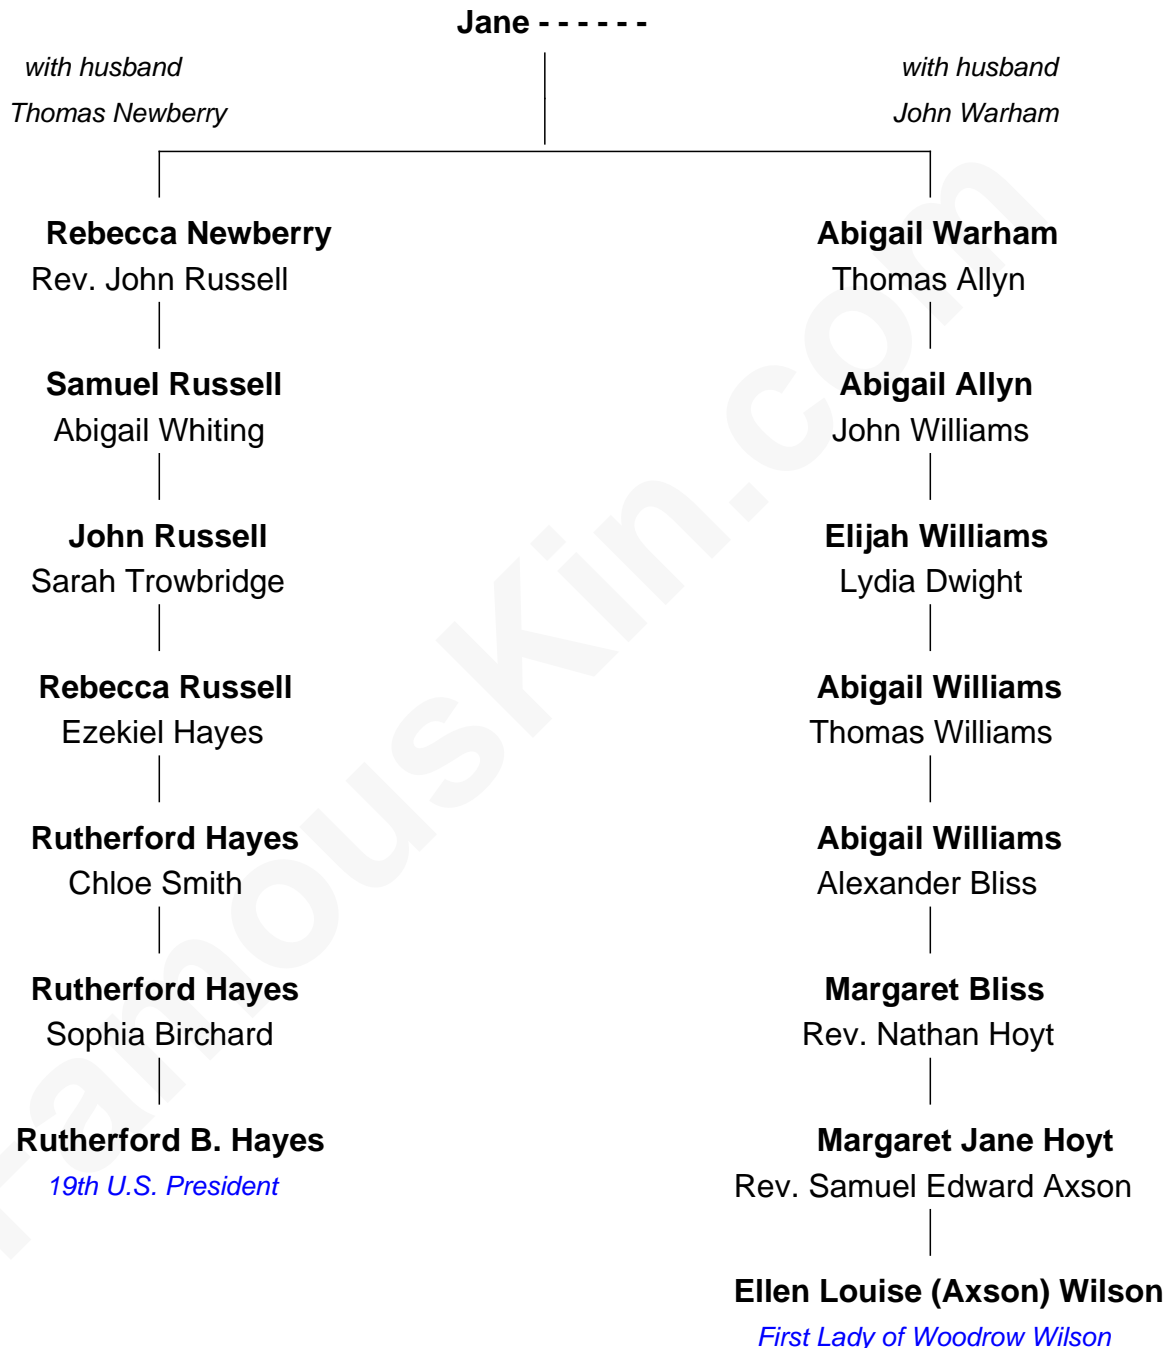 Jane - - - - - -
with husband
Thomas Newberry
with husband
John Warham
Rebecca Newberry
Rev. John Russell
Abigail Warham
Thomas Allyn
Samuel Russell
Abigail Whiting
Abigail Allyn
John Williams
John Russell
Sarah Trowbridge
Elijah Williams
Lydia Dwight
Rebecca Russell
Ezekiel Hayes
Abigail Williams
Thomas Williams
Rutherford Hayes
Chloe Smith
Abigail Williams
Alexander Bliss
Rutherford Hayes
Sophia Birchard
Margaret Bliss
Rev. Nathan Hoyt
Rutherford B. Hayes
19th U.S. President
Margaret Jane Hoyt
Rev. Samuel Edward Axson
Ellen Louise (Axson) Wilson
First Lady of Woodrow Wilson
FamousKin.com